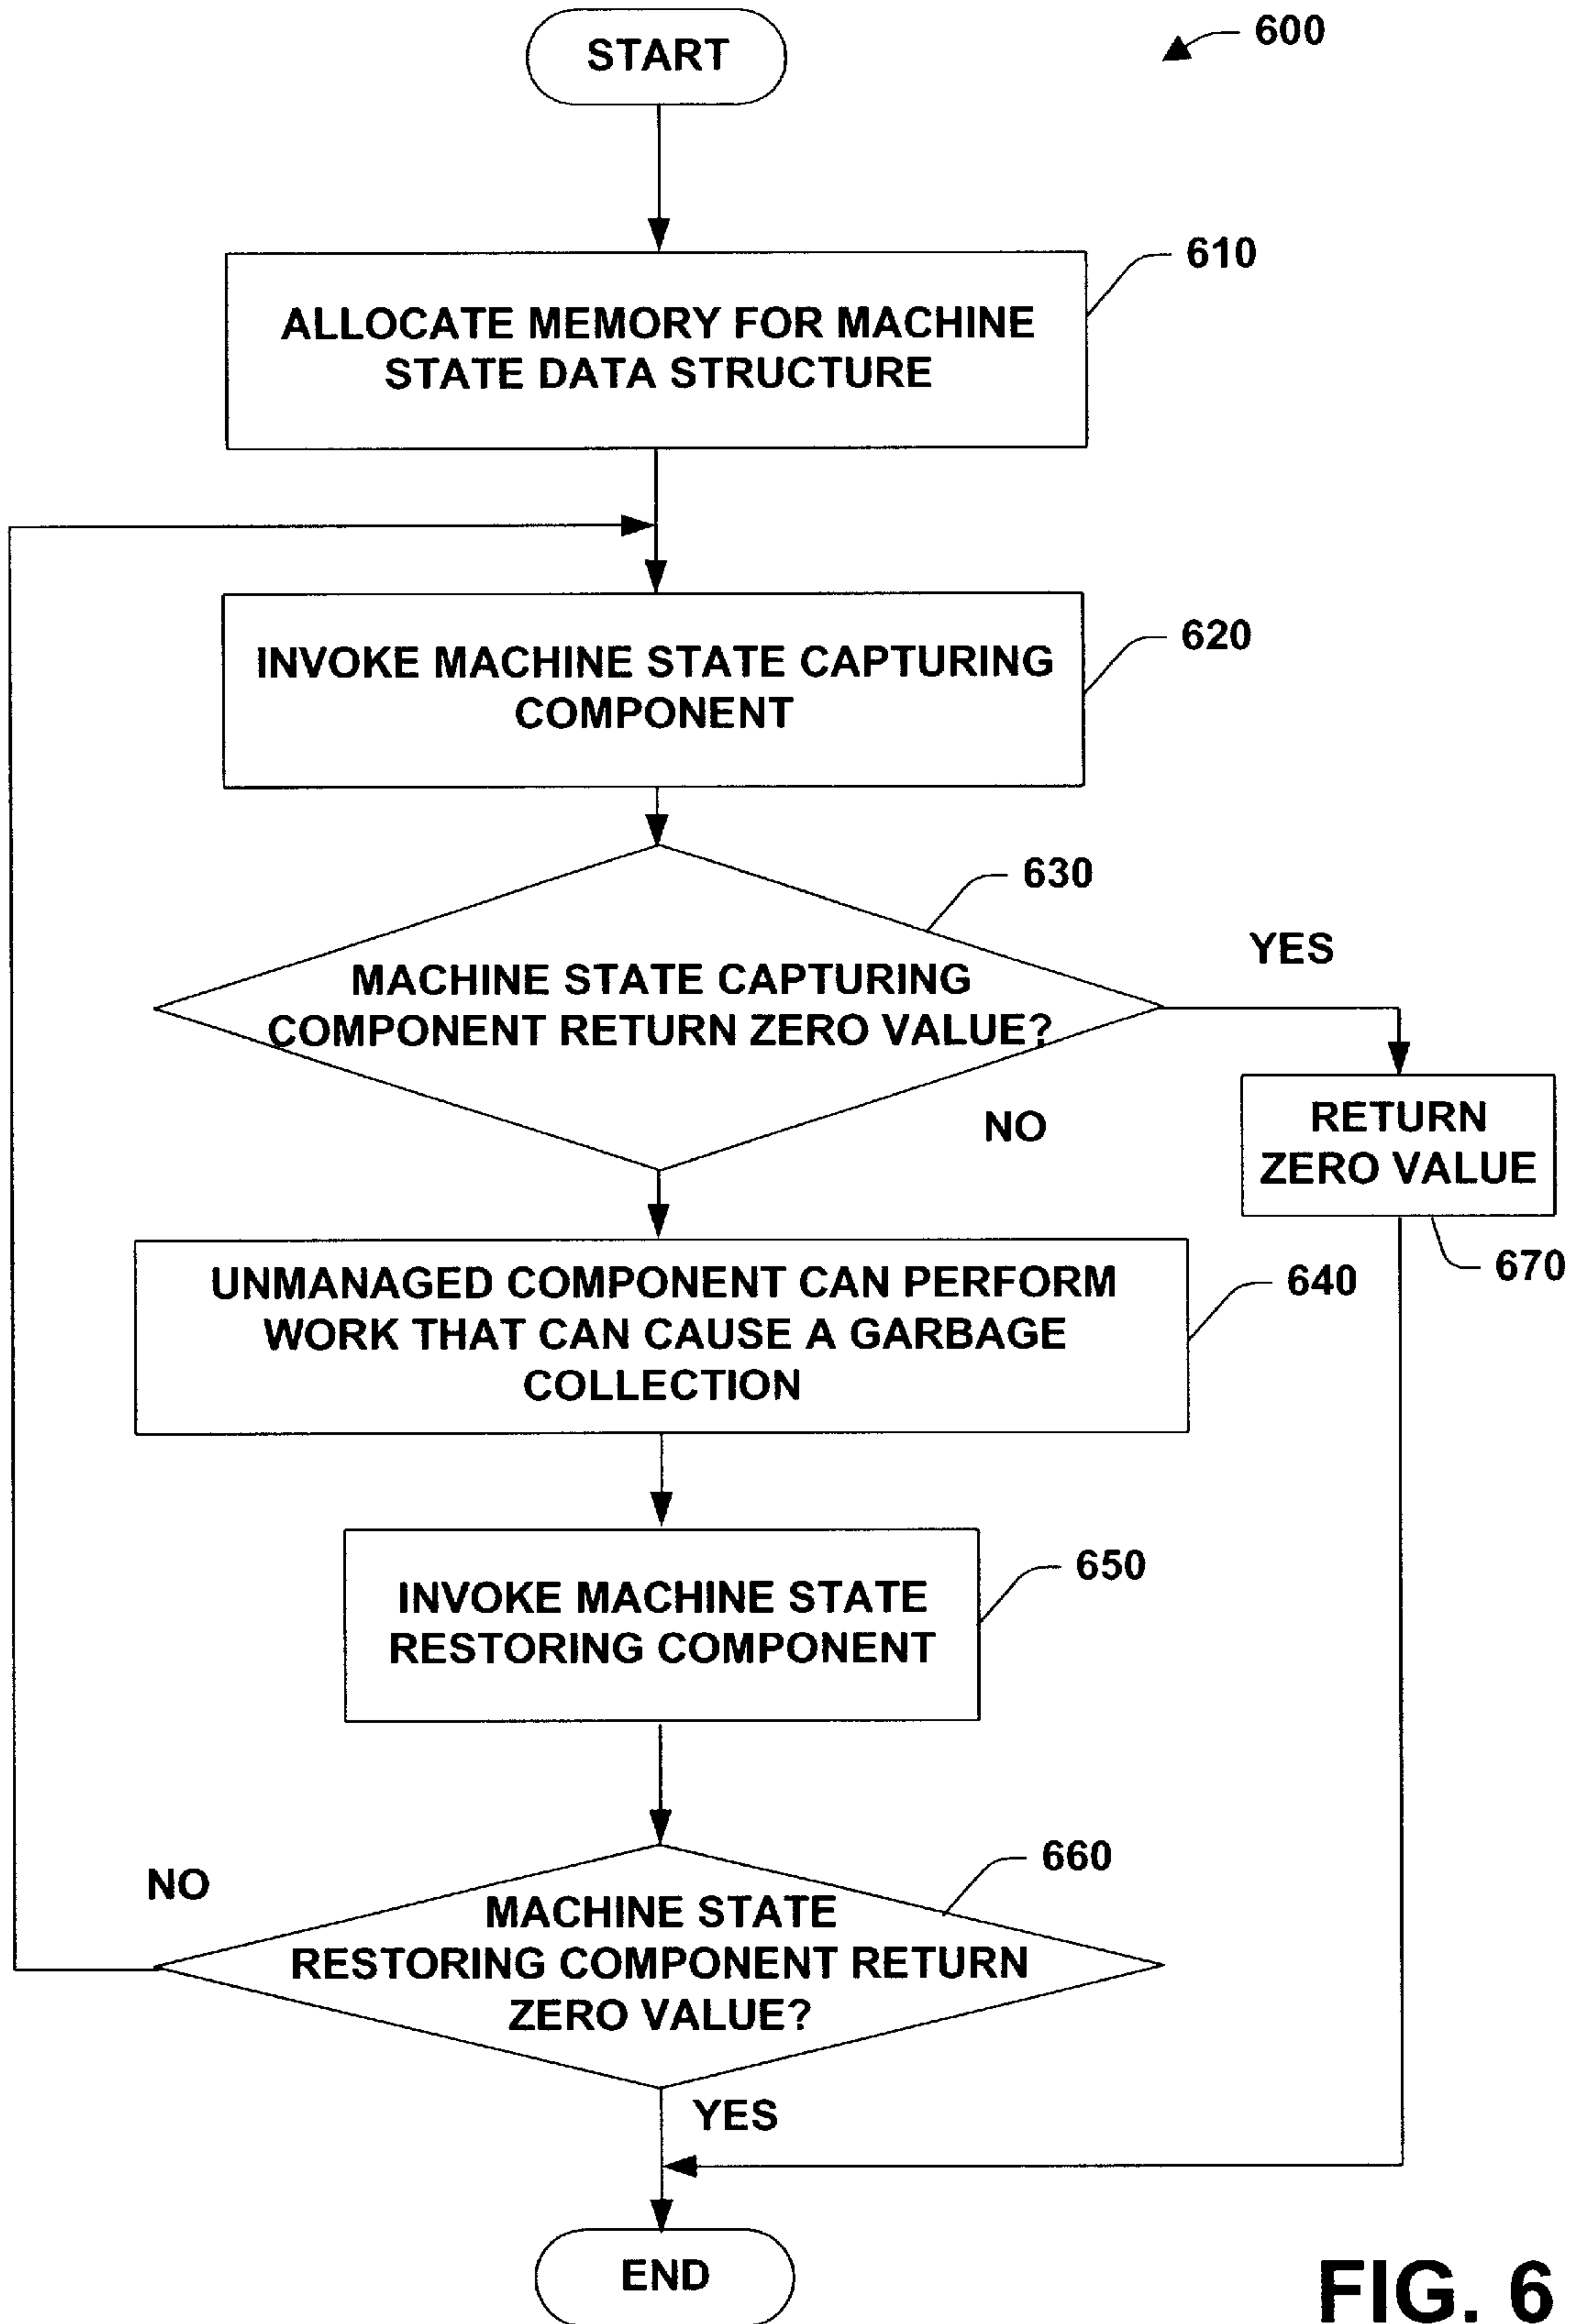 START
600
610
ALLOCATE MEMORY FOR MACHINE
STATE DATA STRUCTURE
620
INVOKE MACHINE STATE CAPTURING
COMPONENT
630
YES
MACHINE STATE CAPTURING
COMPONENT RETURN ZERO VALUE?
NO
RETURN
ZERO VALUE
670
UNMANAGED COMPONENT CAN PERFORM
WORK THAT CAN CAUSE A GARBAGE
COLLECTION
640
650
INVOKE MACHINE STATE
RESTORING COMPONENT
660
NO
MACHINE STATE
RESTORING COMPONENT RETURN
ZERO VALUE?
YES
END
FIG. 6